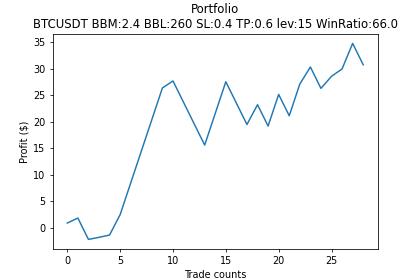 Portfolio
BTCUSDT BBM:2.4 BBL:260 SL:0.4 TP:0.6 lev:15 WinRatio:66.0
35
30
25
20
15
10
5
0
Profit ($)
0 5 10 15 20 25
Trade counts